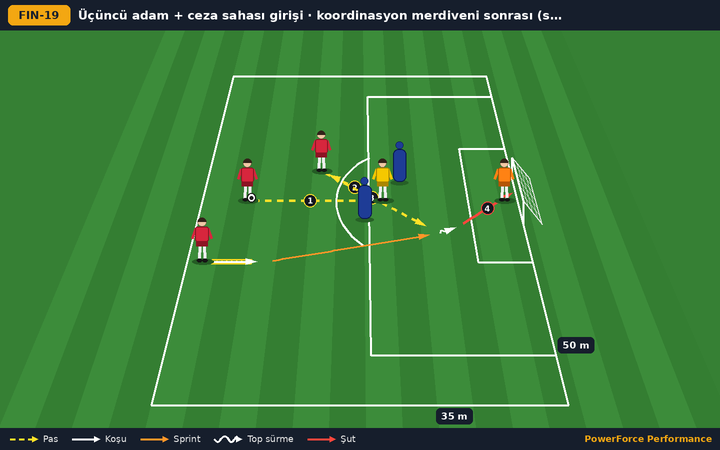 FIN-19
Üçüncü adam + ceza sahası girişi · koordinasyon merdiveni sonrası (s…
1
2
4
50 m
35 m
Pas
Koşu
Sprint
Top sürme
Şut
PowerForce Performance